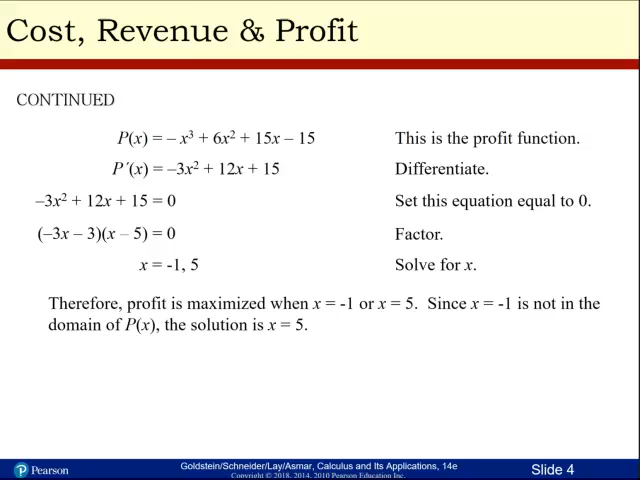 Cost, Revenue & Profit
CONTINUED
P(x) = – x³ + 6x² + 15x – 15 This is the profit function.
P´(x) = –3x² + 12x + 15 Differentiate.
–3x² + 12x + 15 = 0 Set this equation equal to 0.
(–3x – 3)(x – 5) = 0 Factor.
x = -1, 5 Solve for x.
Therefore, profit is maximized when x = -1 or x = 5. Since x = -1 is not in the
domain of P(x), the solution is x = 5.
Pearson
Goldstein/Schneider/Lay/Asmar, Calculus and Its Applications, 14e
Copyright © 2018, 2014, 2010 Pearson Education Inc.
Slide 4